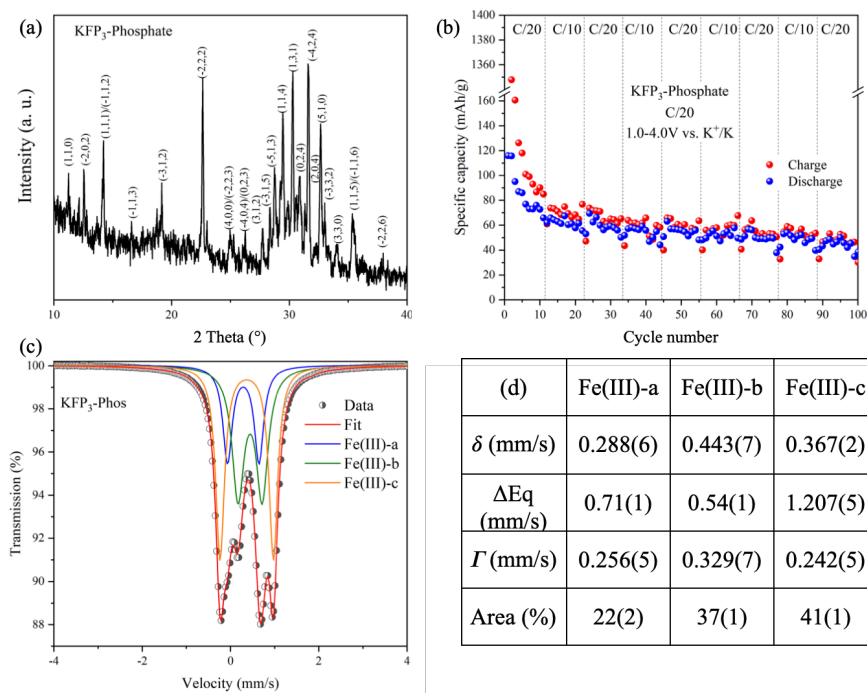 (a)
KFP₃-Phosphate
Intensity (a. u.)
(1,1,0)
(-2,0,2)
(1,1,1)/(-1,1,2)
(-1,1,3)
(-3,1,2)
(-2,2,2)
(4,0,0)/(-2,2,3)
(-4,0,4)/(0,2,3)
(3,1,2)
(-3,1,5)
(-5,1,3)
(1,1,4)
(1,3,1)
(0,2,4)
(-4,2,4)
(2,0,4)
(5,1,0)
(-3,3,2)
(3,3,0)
(1,1,5)/(-1,1,6)
(-2,2,6)
10 20 30 40
2 Theta (°)
(b)
C/20 C/10 C/20 C/10 C/20 C/10 C/20 C/10 C/20
Specific capacity (mAh/g)
1400
1360
160
140
120
100
80
60
40
20
0
KFP₃-Phosphate
C/20
1.0-4.0V vs. K⁺/K
Charge
Discharge
0 10 20 30 40 50 60 70 80 90 100
Cycle number
(c)
KFP₃-Phos
Transmission (%)
100
98
96
94
92
90
88
Data
Fit
Fe(III)-a
Fe(III)-b
Fe(III)-c
-4 -2 0 2 4
Velocity (mm/s)
(d) Fe(III)-a Fe(III)-b Fe(III)-c
δ (mm/s) 0.288(6) 0.443(7) 0.367(2)
ΔEq
(mm/s) 0.71(1) 0.54(1) 1.207(5)
Γ (mm/s) 0.256(5) 0.329(7) 0.242(5)
Area (%) 22(2) 37(1) 41(1)